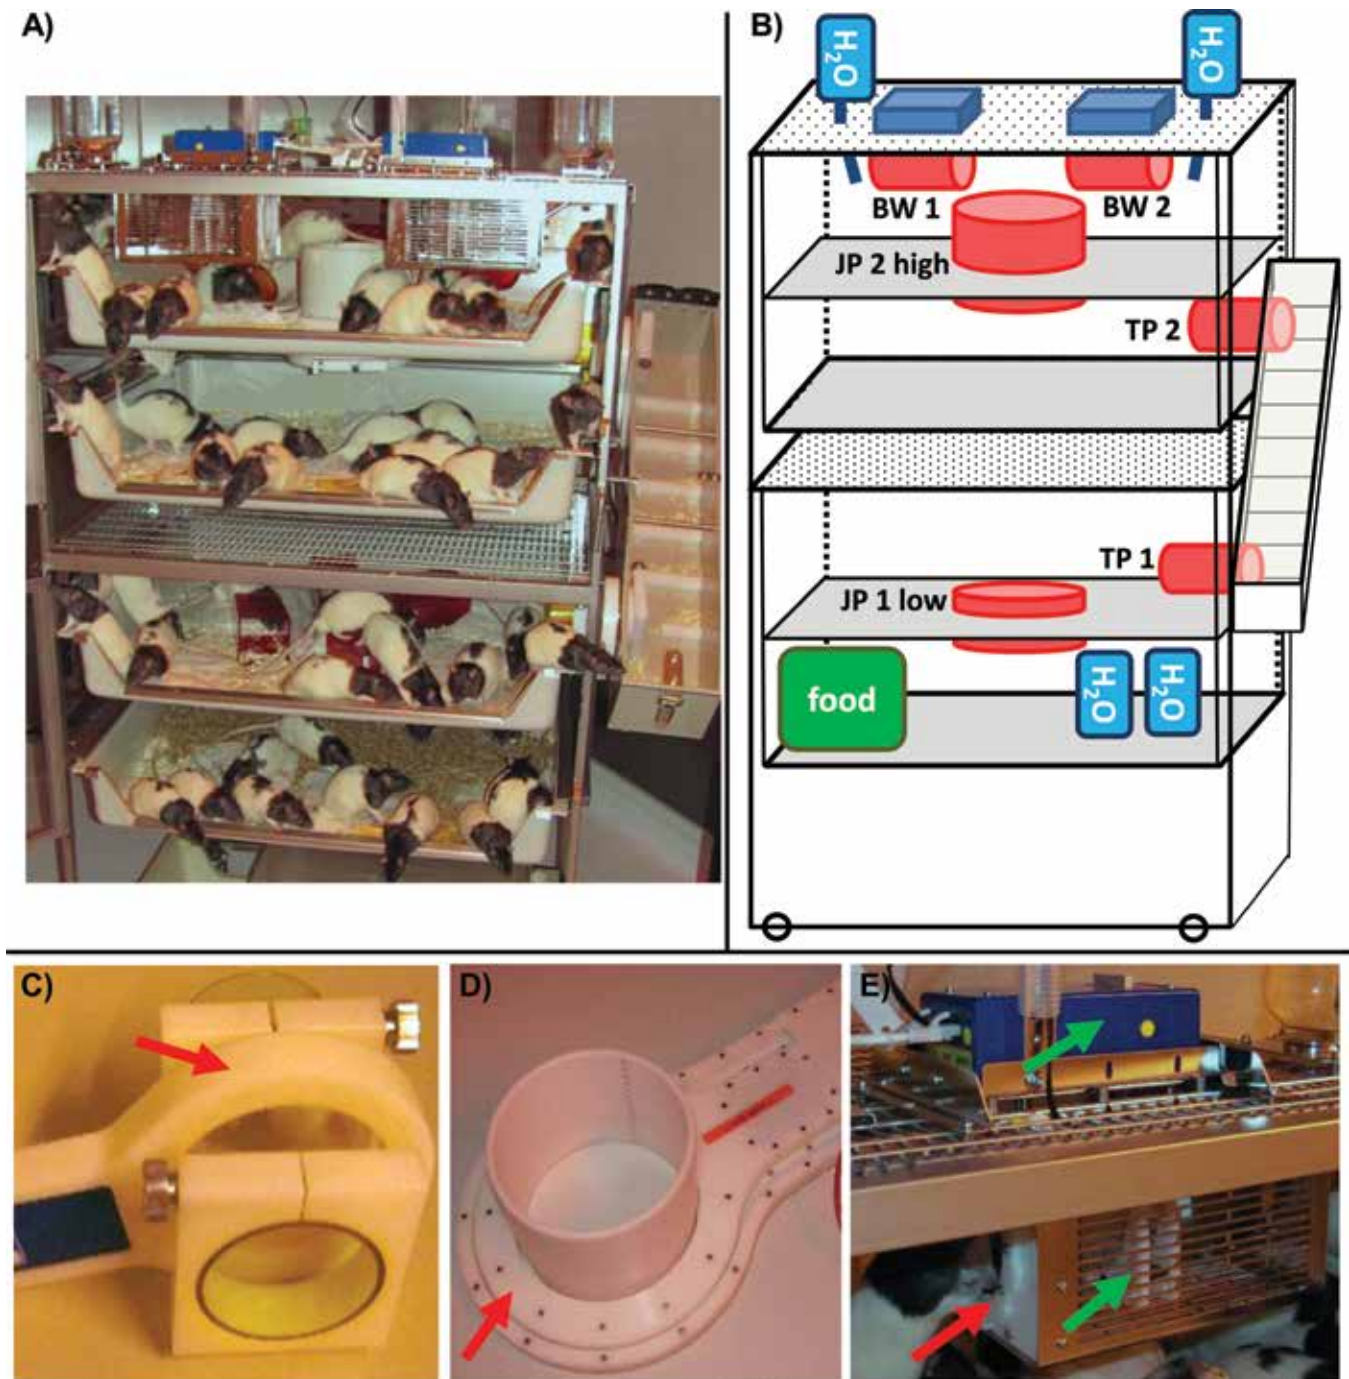 A)
B)
H₂O
H₂O
BW 1
BW 2
JP 2 high
TP 2
TP 1
JP 1 low
food
H₂O
H₂O
C)
D)
E)